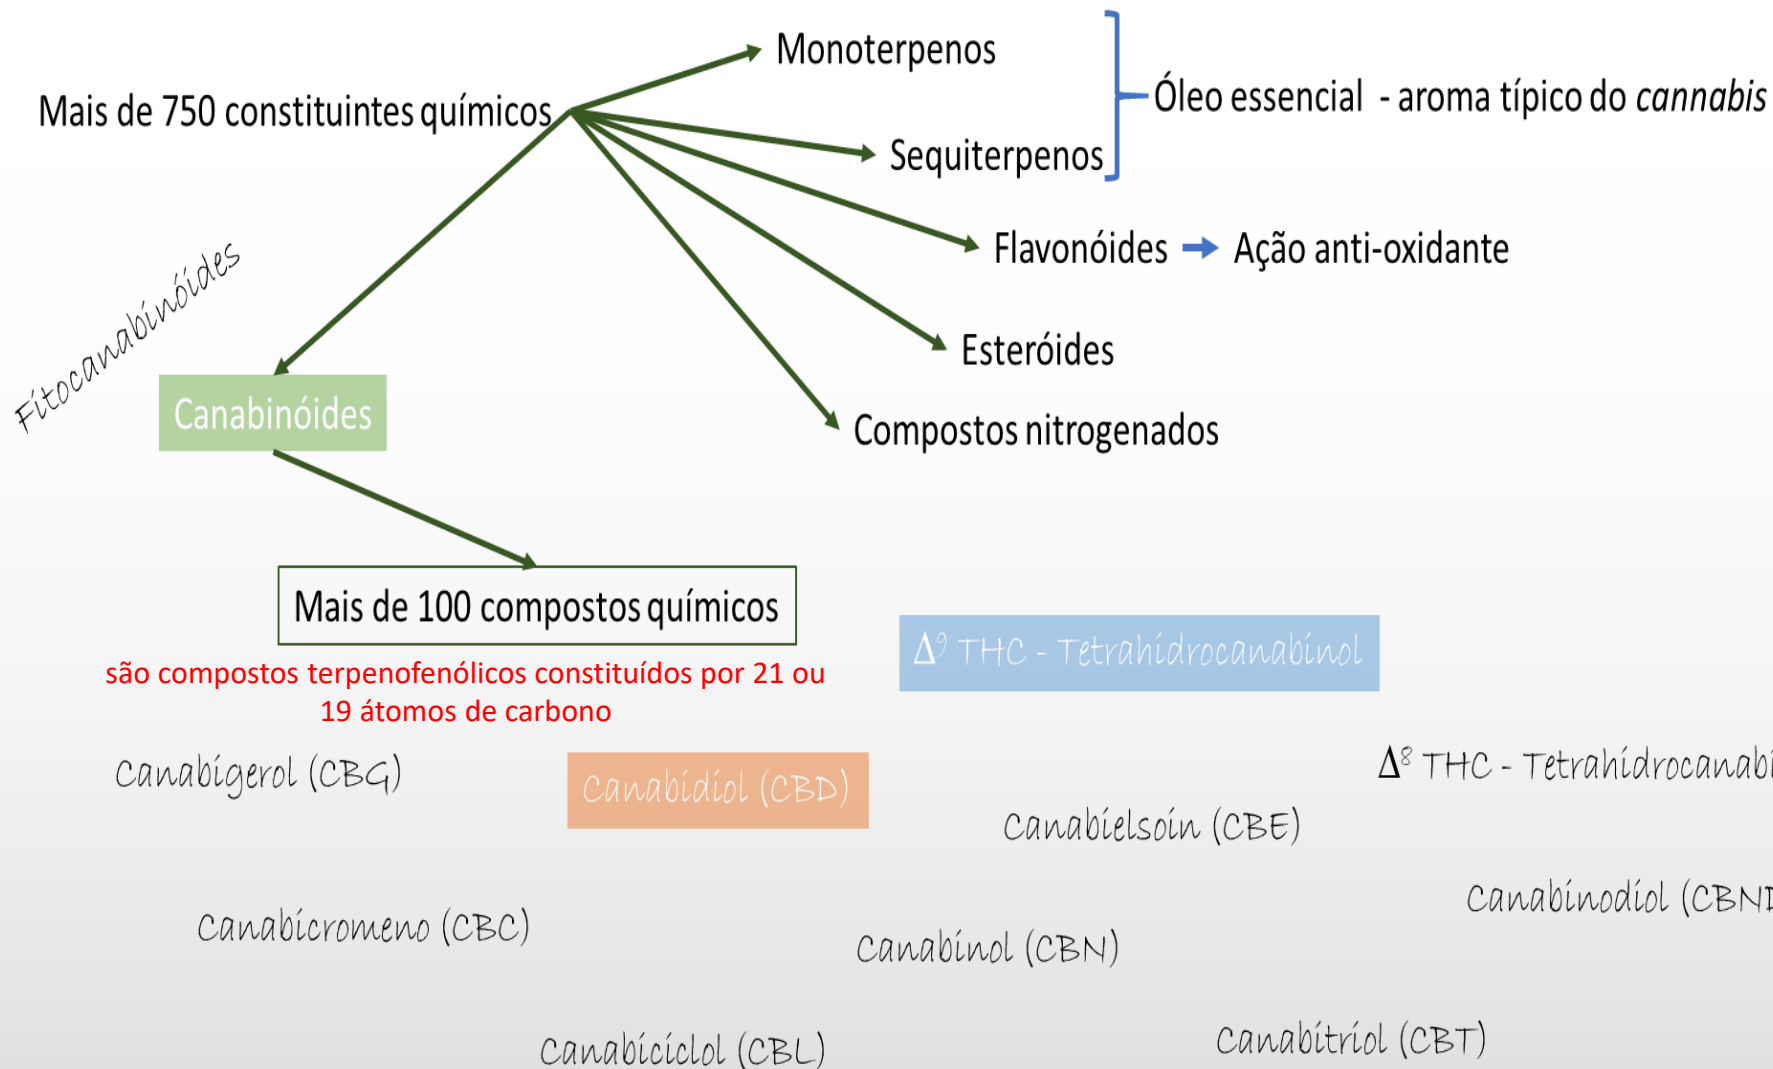 Monoterpenos
Mais de 750 constituintes químicos
Óleo essencial - aroma típico do cannabis
Sequiterpenos
Flavonóides
Ação anti-oxidante
Fitocanabinóides
Esteróides
Canabinóides
Compostos nitrogenados
Mais de 100 compostos químicos
Δ⁹ THC - Tetrahidrocanabinol
são compostos terpenofenólicos constituídos por 21 ou
19 átomos de carbono
Canabigerol (CBG)
Canabidiol (CBD)
Δ⁸ THC - Tetrahidrocanabi
Canabielsoin (CBE)
Canabicromeno (CBC)
Canabinol (CBN)
Canabinodiol (CBND
Canabiciclol (CBL)
Canabitriol (CBT)